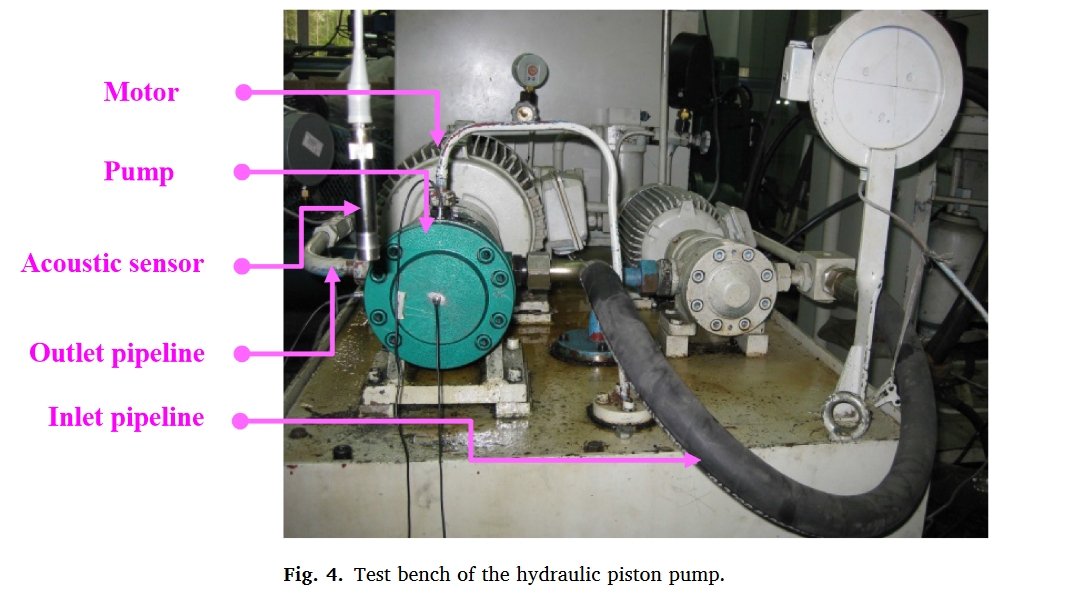 Motor
Pump
Acoustic sensor
Outlet pipeline
Inlet pipeline
Fig. 4. Test bench of the hydraulic piston pump.